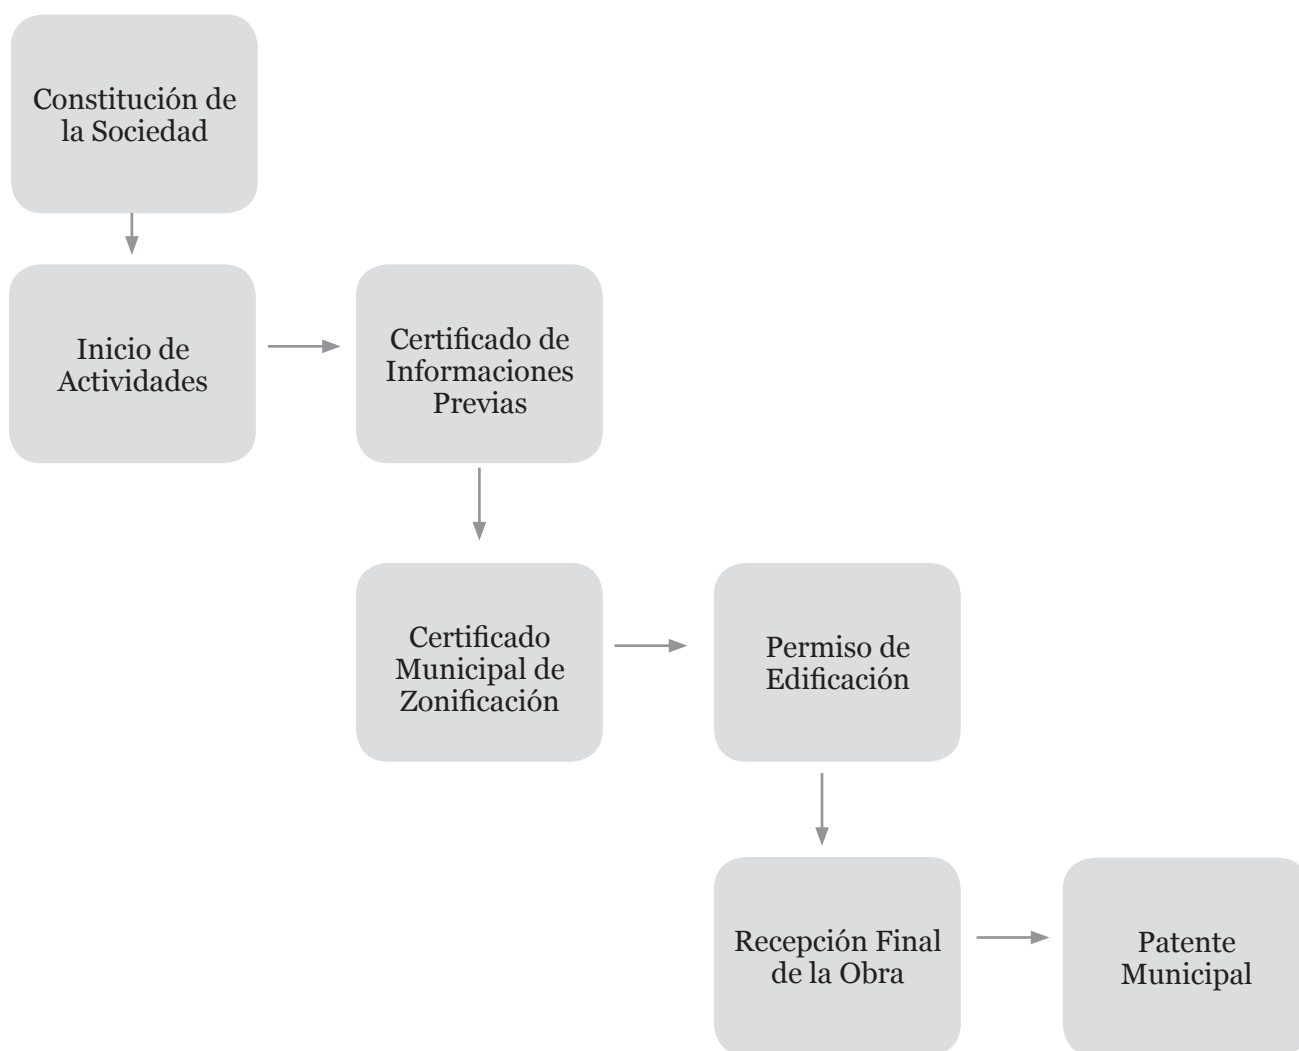 Constitución de
la Sociedad
Inicio de
Actividades
Certificado de
Informaciones
Previas
Certificado
Municipal de
Zonificación
Permiso de
Edificación
Recepción Final
de la Obra
Patente
Municipal